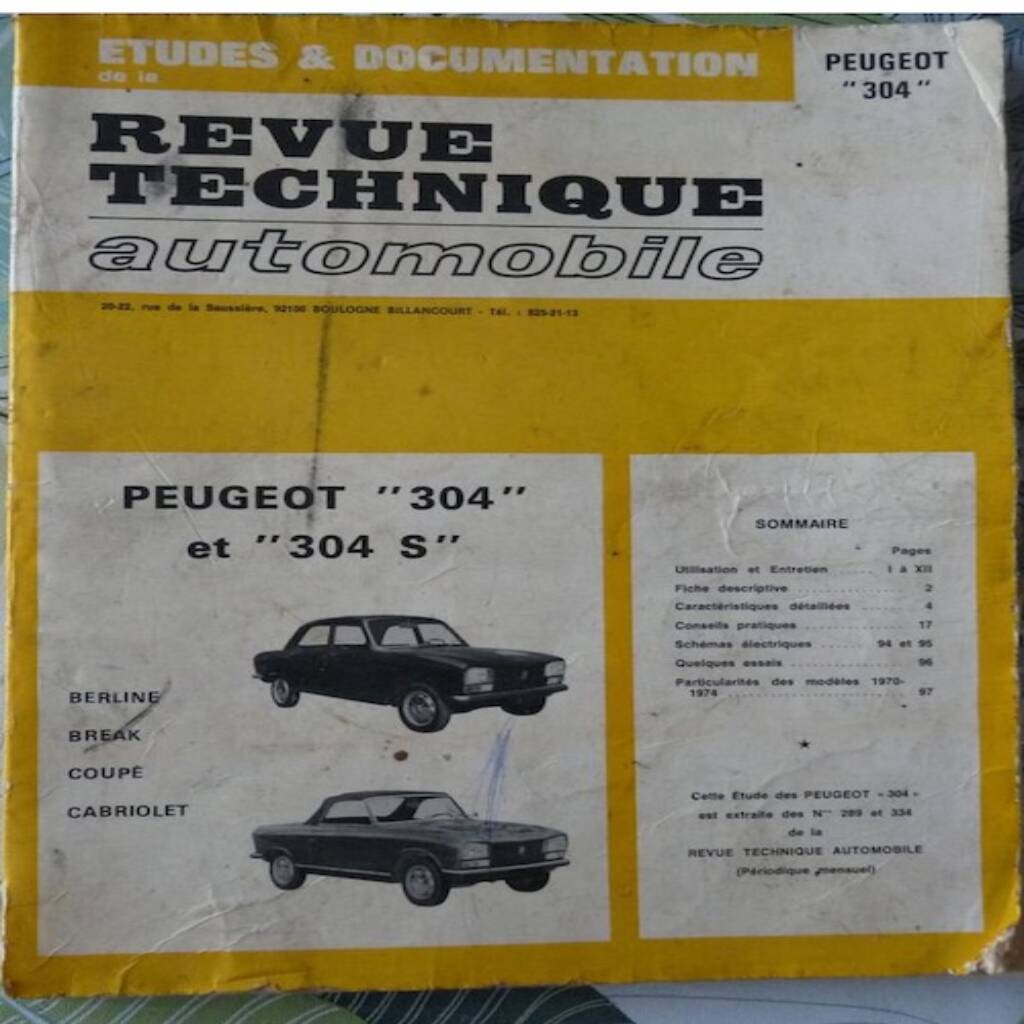 ETUDES & DOCUMENTATION
de la
PEUGEOT
"304"
REVUE
TECHNIQUE
automobile
20-22, rue de la Saussière, 92100 BOULOGNE BILLANCOURT - Tél. : 825-21-13
PEUGEOT "304"
et "304 S"
BERLINE
BREAK
COUPÉ
CABRIOLET
SOMMAIRE
Pages
Utilisation et Entretien ...... I à XII
Fiche descriptive ............... 2
Caractéristiques détaillées ....... 4
Conseils pratiques .............. 17
Schémas électriques ...... 94 et 95
Quelques essais ................ 96
Particularités des modèles 1970-
1974 ........................... 97
★
Cette Etude des PEUGEOT « 304 »
est extraite des Nos 289 et 334
de la
REVUE TECHNIQUE AUTOMOBILE
(Périodique mensuel)